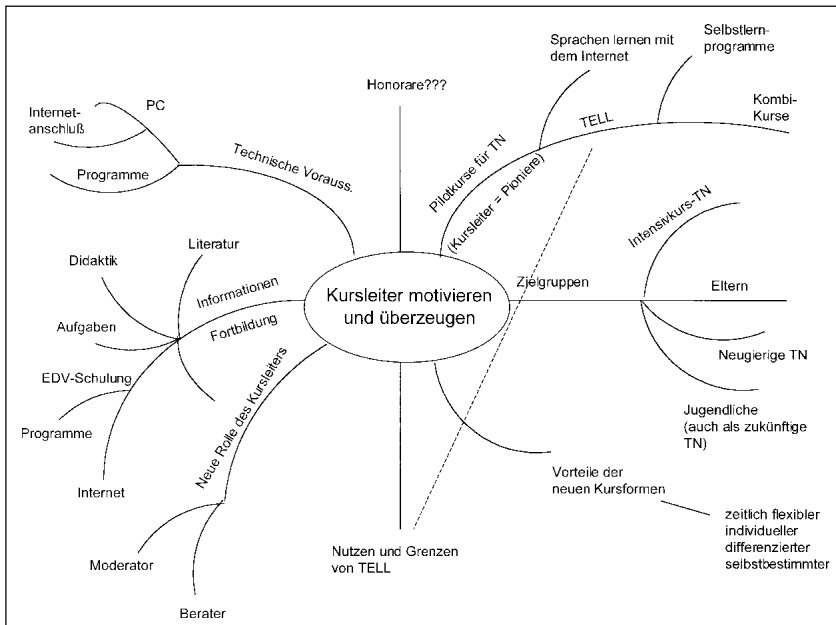 Kursleiter motivieren
und überzeugen
Honorare???
Pilotkurse für TN
(Kursleiter = Pioniere)
Sprachen lernen mit
dem Internet
TELL
Selbstlern-
programme
Kombi-
Kurse
Zielgruppen
Intensivkurs-TN
Eltern
Neugierige TN
Jugendliche
(auch als zukünftige
TN)
Vorteile der
neuen Kursformen
zeitlich flexibler
individueller
differenzierter
selbstbestimmter
Nutzen und Grenzen
von TELL
Neue Rolle des Kursleiters
Moderator
Berater
Informationen
Fortbildung
Literatur
Didaktik
Aufgaben
EDV-Schulung
Programme
Internet
Technische Vorauss.
PC
Internet-
anschluß
Programme